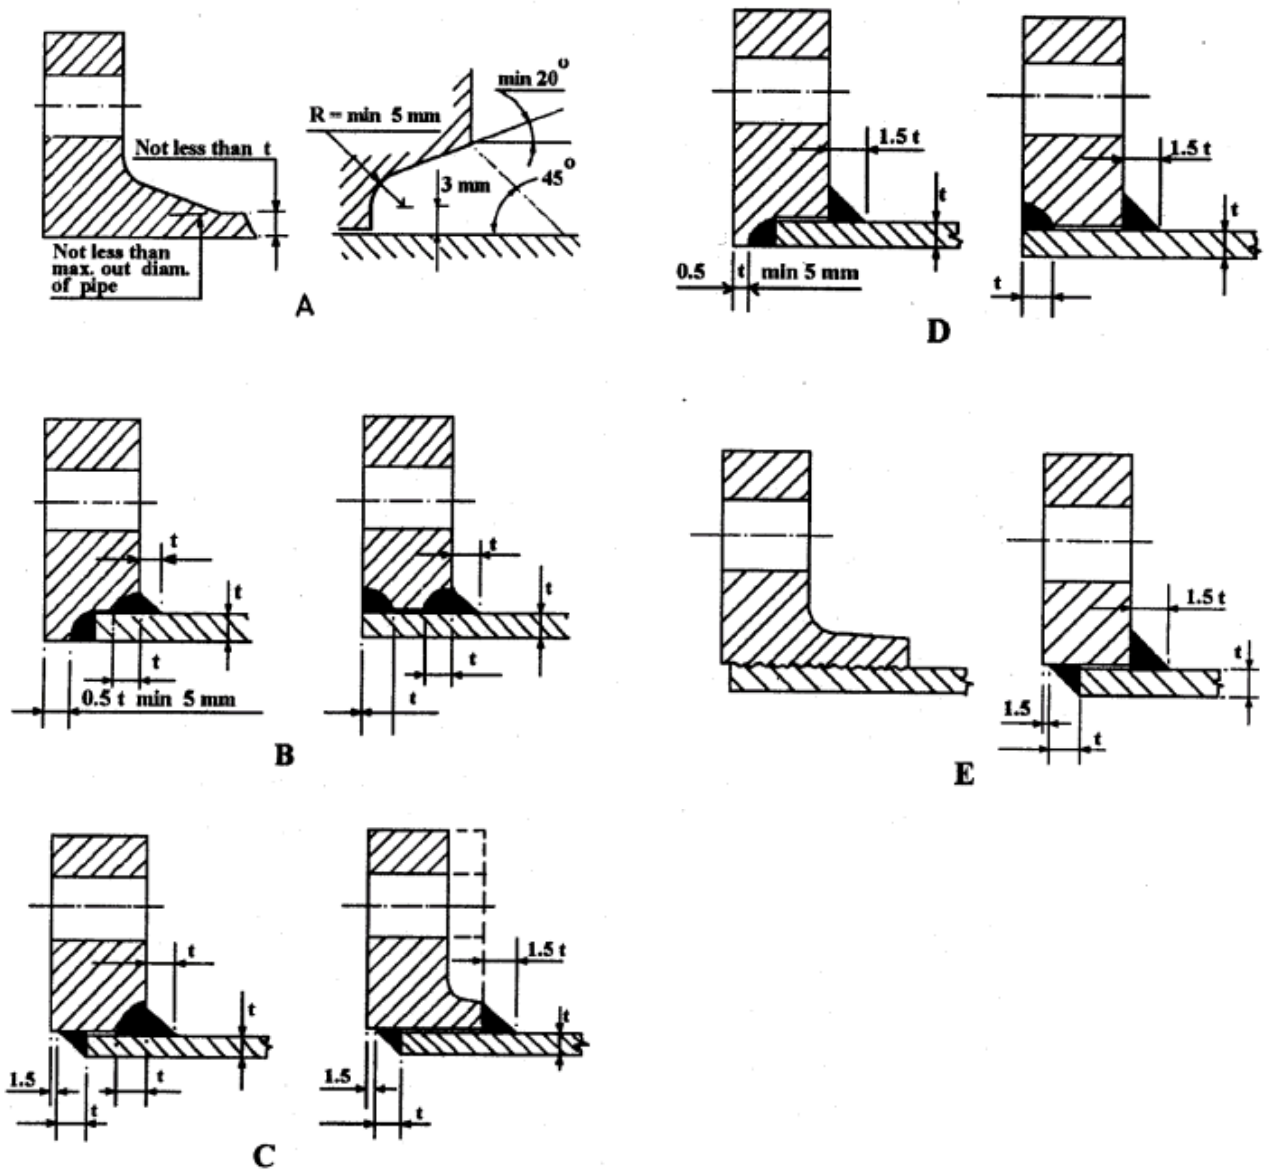 Not less than t
Not less than
max. out diam.
of pipe
R = min 5 mm
min 20°
3 mm
45°
A
1.5 t
t
0.5 t min 5 mm
1.5 t
t
t
D
t
t
t
0.5 t min 5 mm
t
t
t
t
B
1.5 t
t
1.5
t
E
t
t
1.5
t
t
1.5 t
t
1.5
t
C